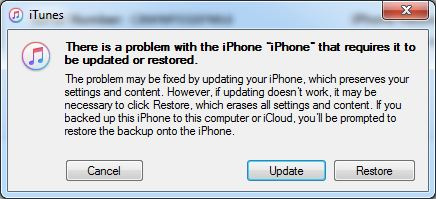 iTunes
There is a problem with the iPhone "iPhone" that requires it to
be updated or restored.
The problem may be fixed by updating your iPhone, which preserves your
settings and content. However, if updating doesn't work, it may be
necessary to click Restore, which erases all settings and content. If you
backed up this iPhone to this computer or iCloud, you'll be prompted to
restore the backup onto the iPhone.
Cancel
Update
Restore